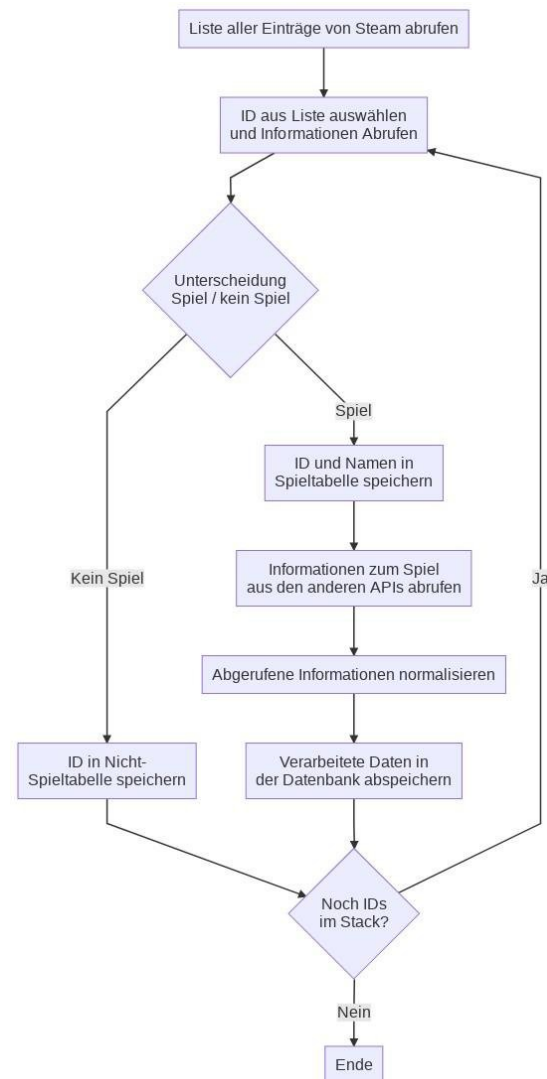 Liste aller Einträge von Steam abrufen
ID aus Liste auswählen
und Informationen Abrufen
Unterscheidung
Spiel / kein Spiel
Spiel
ID und Namen in
Spieltabelle speichern
Kein Spiel
Informationen zum Spiel
aus den anderen APIs abrufen
Ja
Abgerufene Informationen normalisieren
ID in Nicht-
Spieltabelle speichern
Verarbeitete Daten in
der Datenbank abspeichern
Noch IDs
im Stack?
Nein
Ende